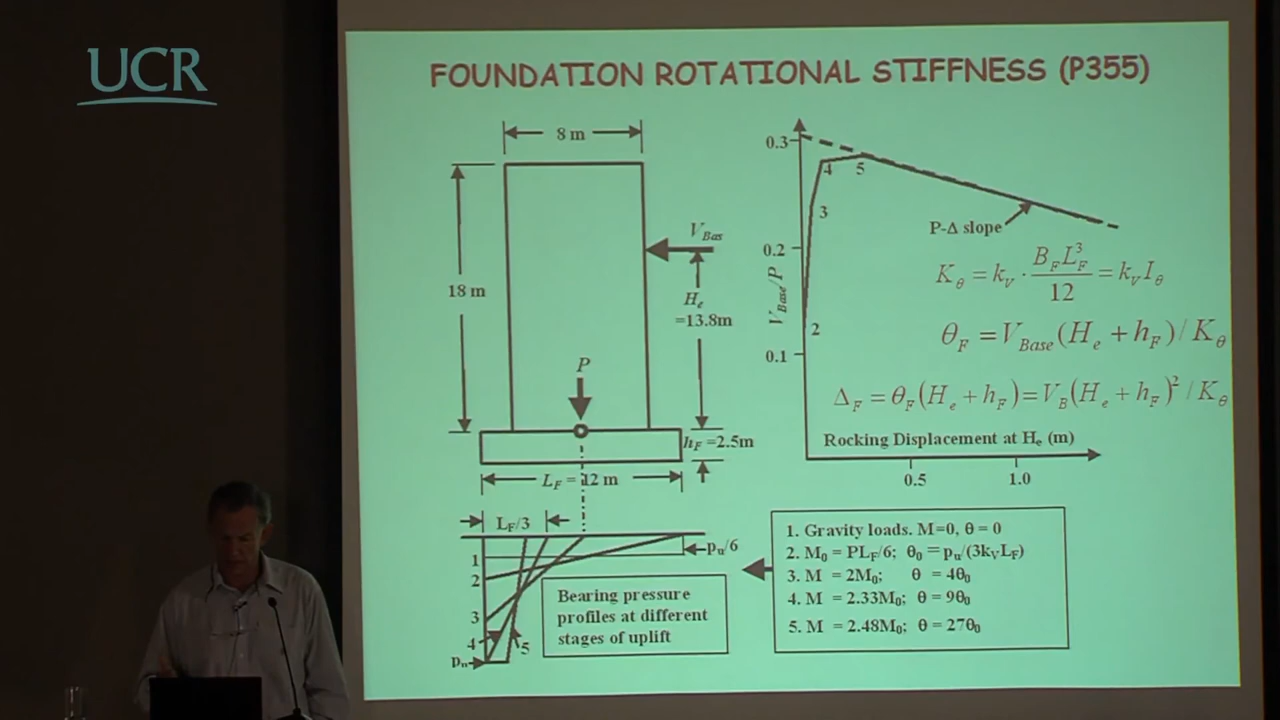 UCR
FOUNDATION ROTATIONAL STIFFNESS (P355)
8 m
18 m
V_Bas
H_e
=13.8m
P
h_F =2.5m
L_F = 12 m
L_F/3
1
2
3
4
5
p_u
p_u/6
Bearing pressure
profiles at different
stages of uplift
0.3
0.2
0.1
V_Base/P
2
3
4
5
P-Δ slope
K_θ = k_v · B_F L_F^3 / 12 = k_v I_θ
θ_F = V_Base (H_e + h_F) / K_θ
Δ_F = θ_F (H_e + h_F) = V_B (H_e + h_F)^2 / K_θ
Rocking Displacement at H_e (m)
0.5
1.0
1. Gravity loads. M=0, θ = 0
2. M_0 = PL_F/6; θ_0 = p_u/(3k_V L_F)
3. M = 2M_0; θ = 4θ_0
4. M = 2.33M_0; θ = 9θ_0
5. M = 2.48M_0; θ = 27θ_0